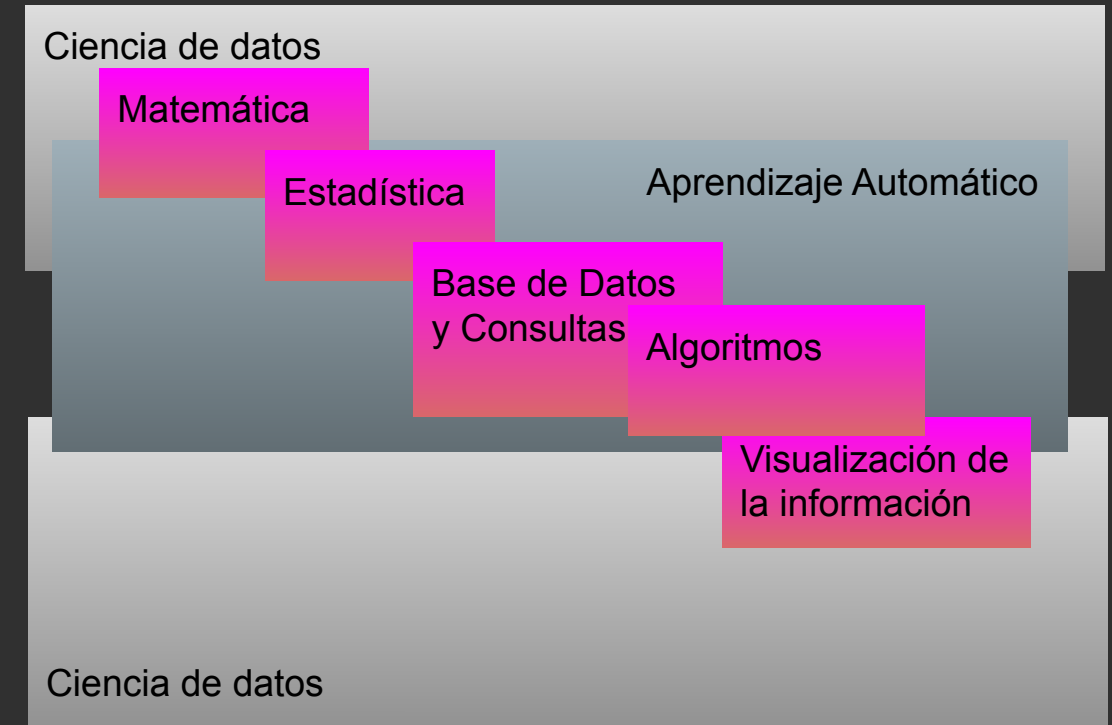 Ciencia de datos
Matemática
Estadística
Aprendizaje Automático
Base de Datos
y Consultas
Algoritmos
Visualización de
la información
Ciencia de datos